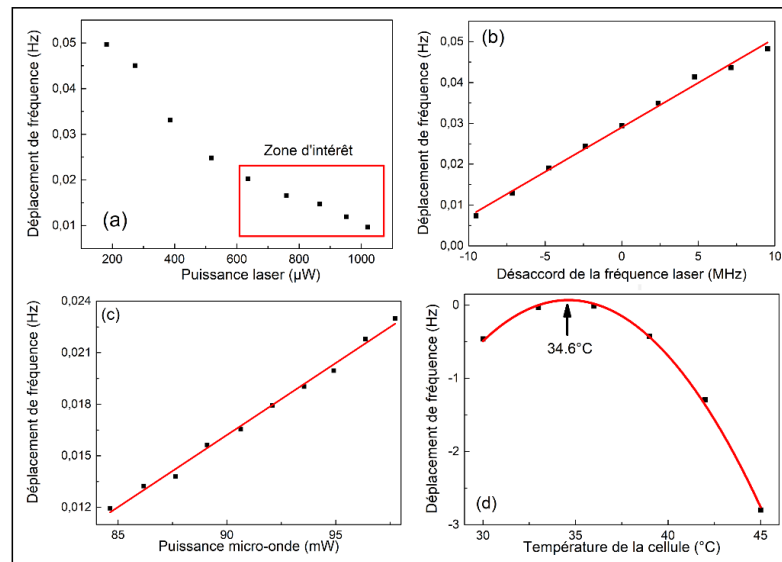 (a)
Déplacement de fréquence (Hz)
0,05
0,04
0,03
0,02
0,01
Zone d'intérêt
200 400 600 800 1000
Puissance laser (µW)
(b)
Déplacement de fréquence (Hz)
0,05
0,04
0,03
0,02
0,01
0,00
-10 -5 0 5 10
Désaccord de la fréquence laser (MHz)
(c)
Déplacement de fréquence (Hz)
0,024
0,021
0,018
0,015
0,012
85 90 95
Puissance micro-onde (mW)
(d)
Déplacement de fréquence (Hz)
0
-1
-2
-3
34.6°C
30 35 40 45
Température de la cellule (°C)